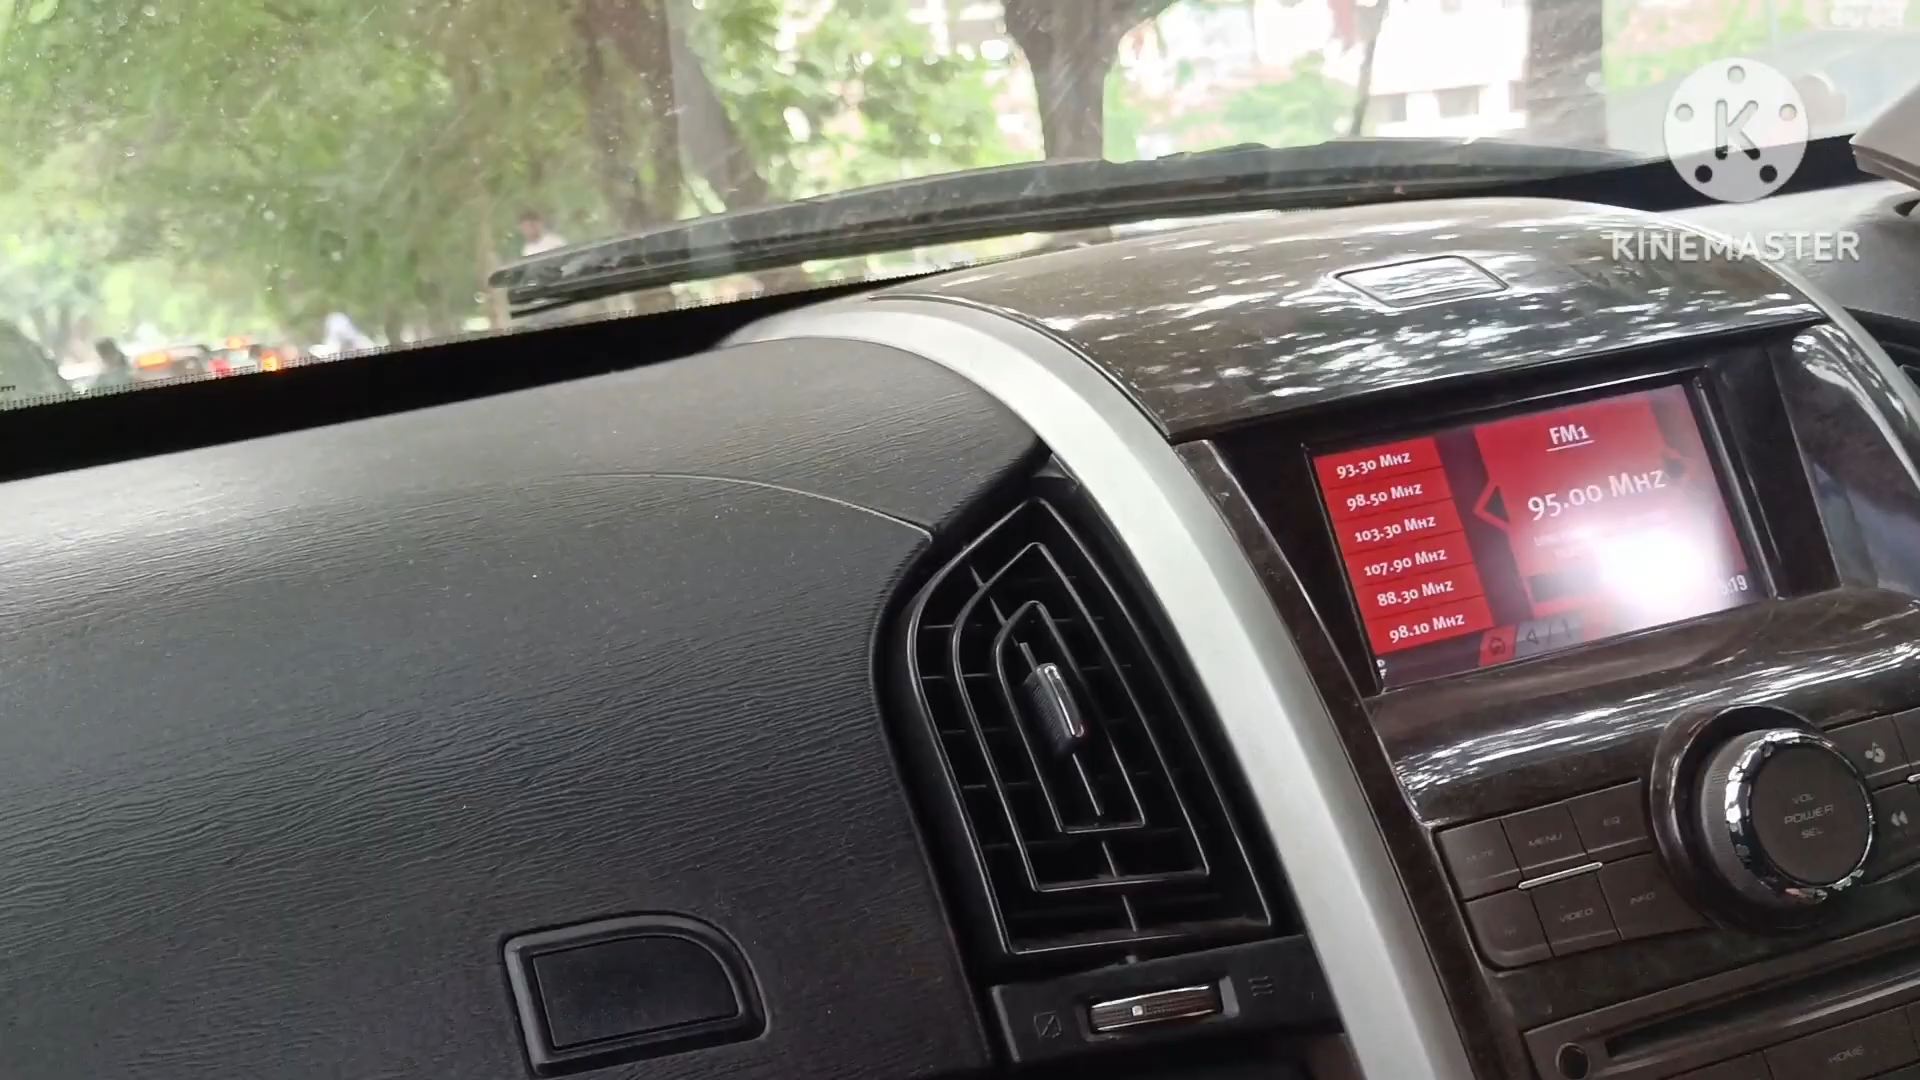 K
KINEMASTER
FM1
95.00 MHZ
93.30 MHZ
98.50 MHZ
103.30 MHZ
107.90 MHZ
88.30 MHZ
98.10 MHZ
VOL
POWER
SEL
MENU
EQ
VIDEO
INFO
HOME